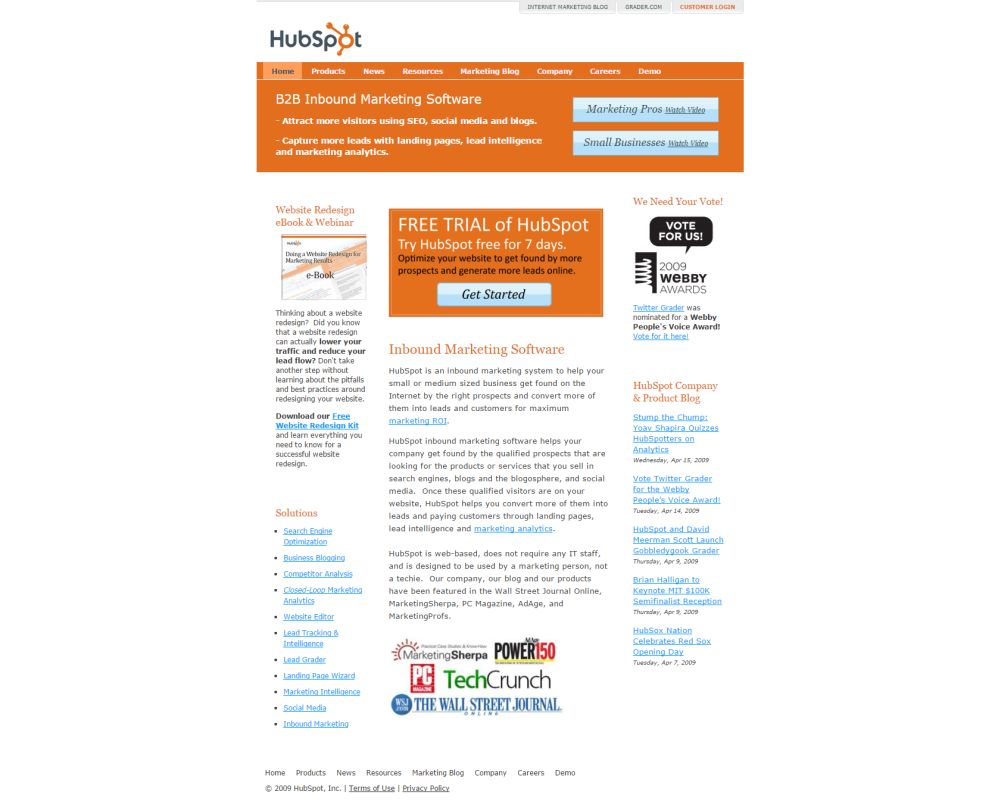 INTERNET MARKETING BLOG
GRADER.COM
CUSTOMER LOGIN
HubSpot
Home
Products
News
Resources
Marketing Blog
Company
Careers
Demo
B2B Inbound Marketing Software
- Attract more visitors using SEO, social media and blogs.
- Capture more leads with landing pages, lead intelligence
and marketing analytics.
Marketing Pros Watch Video
Small Businesses Watch Video
Website Redesign
eBook & Webinar
HubSpot
Doing a Website Redesign for
Marketing Results
e-Book
Thinking about a website
redesign?  Did you know
that a website redesign
can actually lower your
traffic and reduce your
lead flow? Don't take
another step without
learning about the pitfalls
and best practices around
redesigning your website.
Download our Free
Website Redesign Kit
and learn everything you
need to know for a
successful website
redesign.
Solutions
Search Engine
Optimization
Business Blogging
Competitor Analysis
Closed-Loop Marketing
Analytics
Website Editor
Lead Tracking &
Intelligence
Lead Grader
Landing Page Wizard
Marketing Intelligence
Social Media
Inbound Marketing
FREE TRIAL of HubSpot
Try HubSpot free for 7 days.
Optimize your website to get found by more
prospects and generate more leads online.
Get Started
Inbound Marketing Software
HubSpot is an inbound marketing system to help your
small or medium sized business get found on the
Internet by the right prospects and convert more of
them into leads and customers for maximum
marketing ROI.
HubSpot inbound marketing software helps your
company get found by the qualified prospects that are
looking for the products or services that you sell in
search engines, blogs and the blogosphere, and social
media.  Once these qualified visitors are on your
website, HubSpot helps you convert more of them into
leads and paying customers through landing pages,
lead intelligence and marketing analytics.
HubSpot is web-based, does not require any IT staff,
and is designed to be used by a marketing person, not
a techie.  Our company, our blog and our products
have been featured in the Wall Street Journal Online,
MarketingSherpa, PC Magazine, AdAge, and
MarketingProfs.
Practical Case Studies & Know-How
MarketingSherpa
AdAge
POWER150
PC
MAGAZINE
TechCrunch
WSJ
.com
THE WALL STREET JOURNAL.
ONLINE
We Need Your Vote!
VOTE
FOR US!
2009
WEBBY
AWARDS
Twitter Grader was
nominated for a Webby
People's Voice Award!
Vote for it here!
HubSpot Company
& Product Blog
Stump the Chump:
Yoav Shapira Quizzes
HubSpotters on
Analytics
Wednesday, Apr 15, 2009
Vote Twitter Grader
for the Webby
People's Voice Award!
Tuesday, Apr 14, 2009
HubSpot and David
Meerman Scott Launch
Gobbledygook Grader
Thursday, Apr 9, 2009
Brian Halligan to
Keynote MIT $100K
Semifinalist Reception
Thursday, Apr 9, 2009
HubSox Nation
Celebrates Red Sox
Opening Day
Tuesday, Apr 7, 2009
Home
Products
News
Resources
Marketing Blog
Company
Careers
Demo
© 2009 HubSpot, Inc. | Terms of Use | Privacy Policy